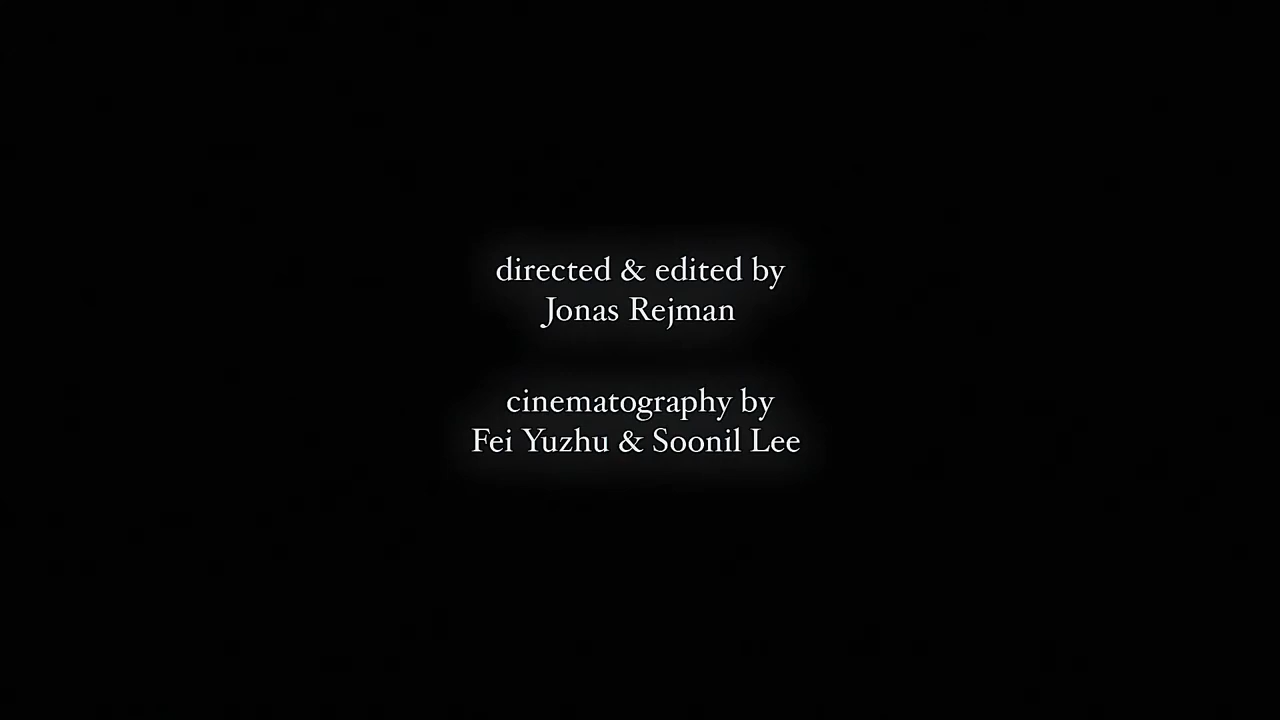 directed & edited by
Jonas Rejman
cinematography by
Fei Yuzhu & Soonil Lee